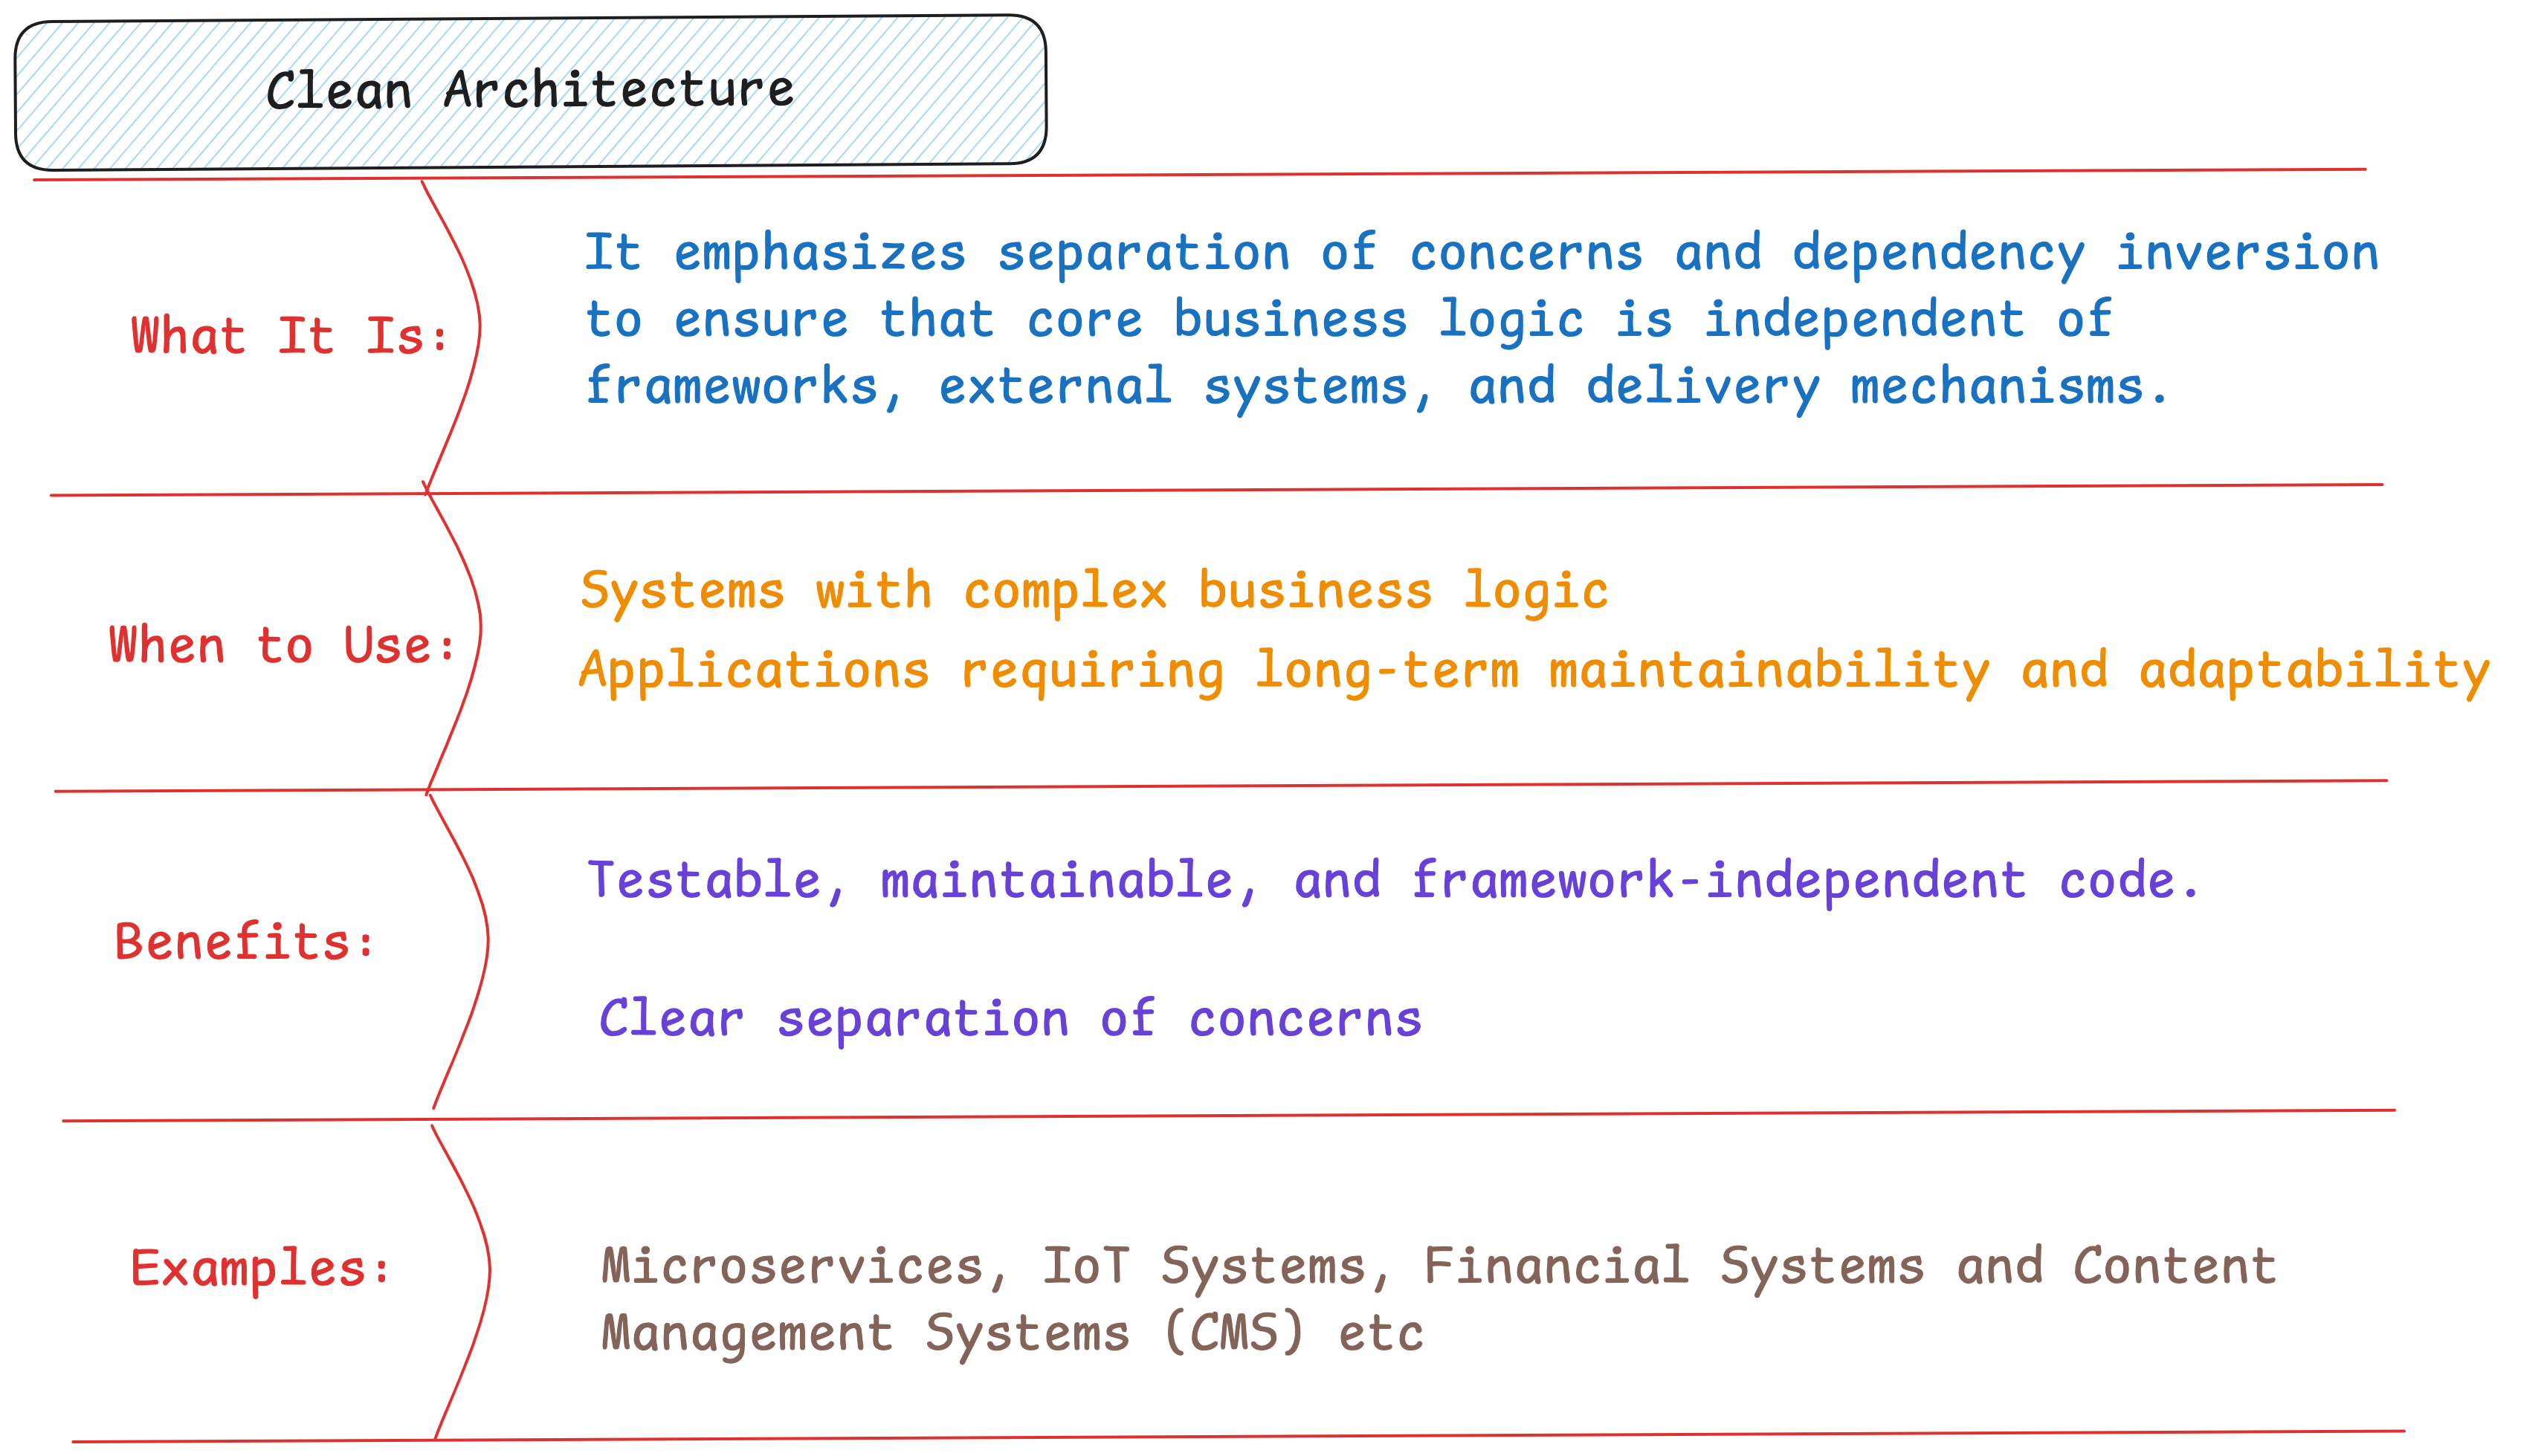 Clean Architecture
What It Is:
It emphasizes separation of concerns and dependency inversion
to ensure that core business logic is independent of
frameworks, external systems, and delivery mechanisms.
When to Use:
Systems with complex business logic
Applications requiring long-term maintainability and adaptability
Benefits:
Testable, maintainable, and framework-independent code.
Clear separation of concerns
Examples:
Microservices, IoT Systems, Financial Systems and Content
Management Systems (CMS) etc